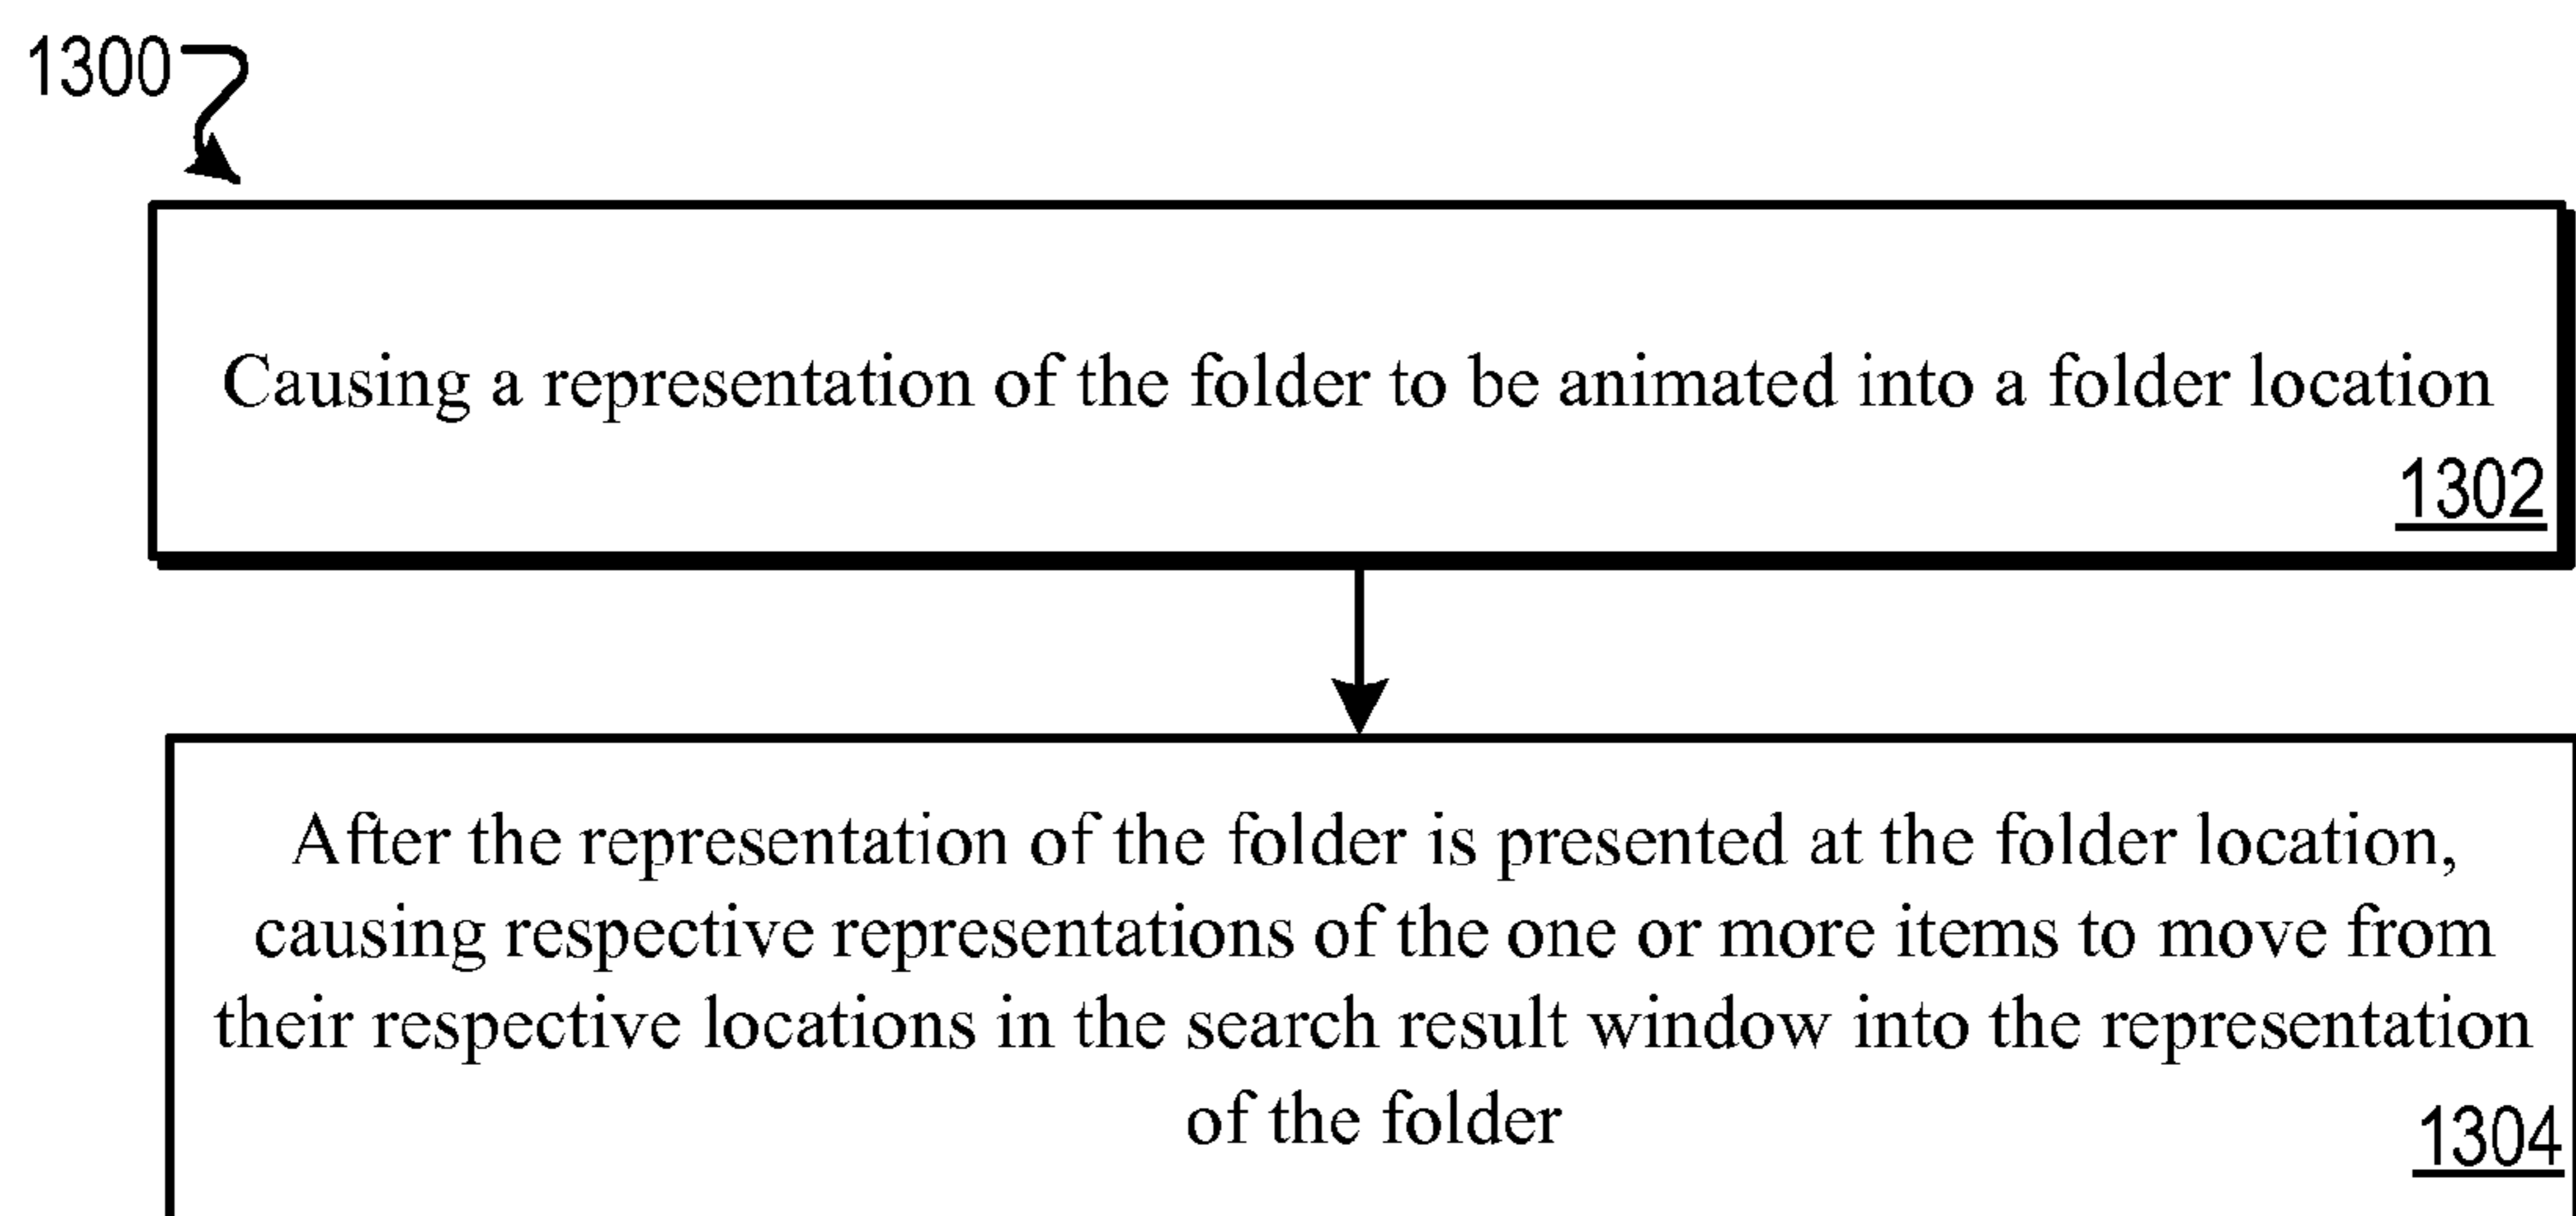 1300
Causing a representation of the folder to be animated into a folder location
1302
After the representation of the folder is presented at the folder location,
causing respective representations of the one or more items to move from
their respective locations in the search result window into the representation
of the folder
1304